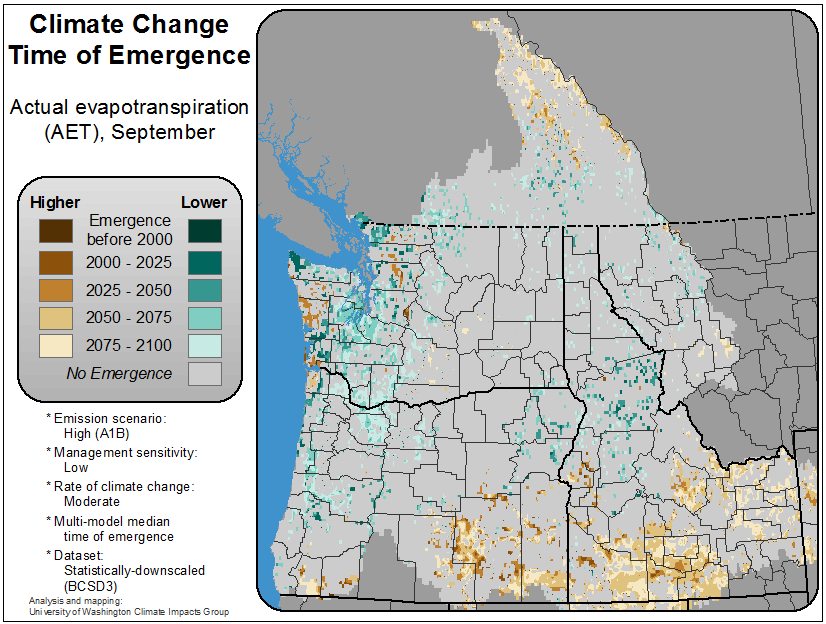 Climate Change
Time of Emergence
Actual evapotranspiration
(AET), September
Higher
Lower
Emergence
before 2000
2000 - 2025
2025 - 2050
2050 - 2075
2075 - 2100
No Emergence
* Emission scenario:
High (A1B)
* Management sensitivity:
Low
* Rate of climate change:
Moderate
* Multi-model median
time of emergence
* Dataset:
Statistically-downscaled
(BCSD3)
Analysis and mapping:
University of Washington Climate Impacts Group